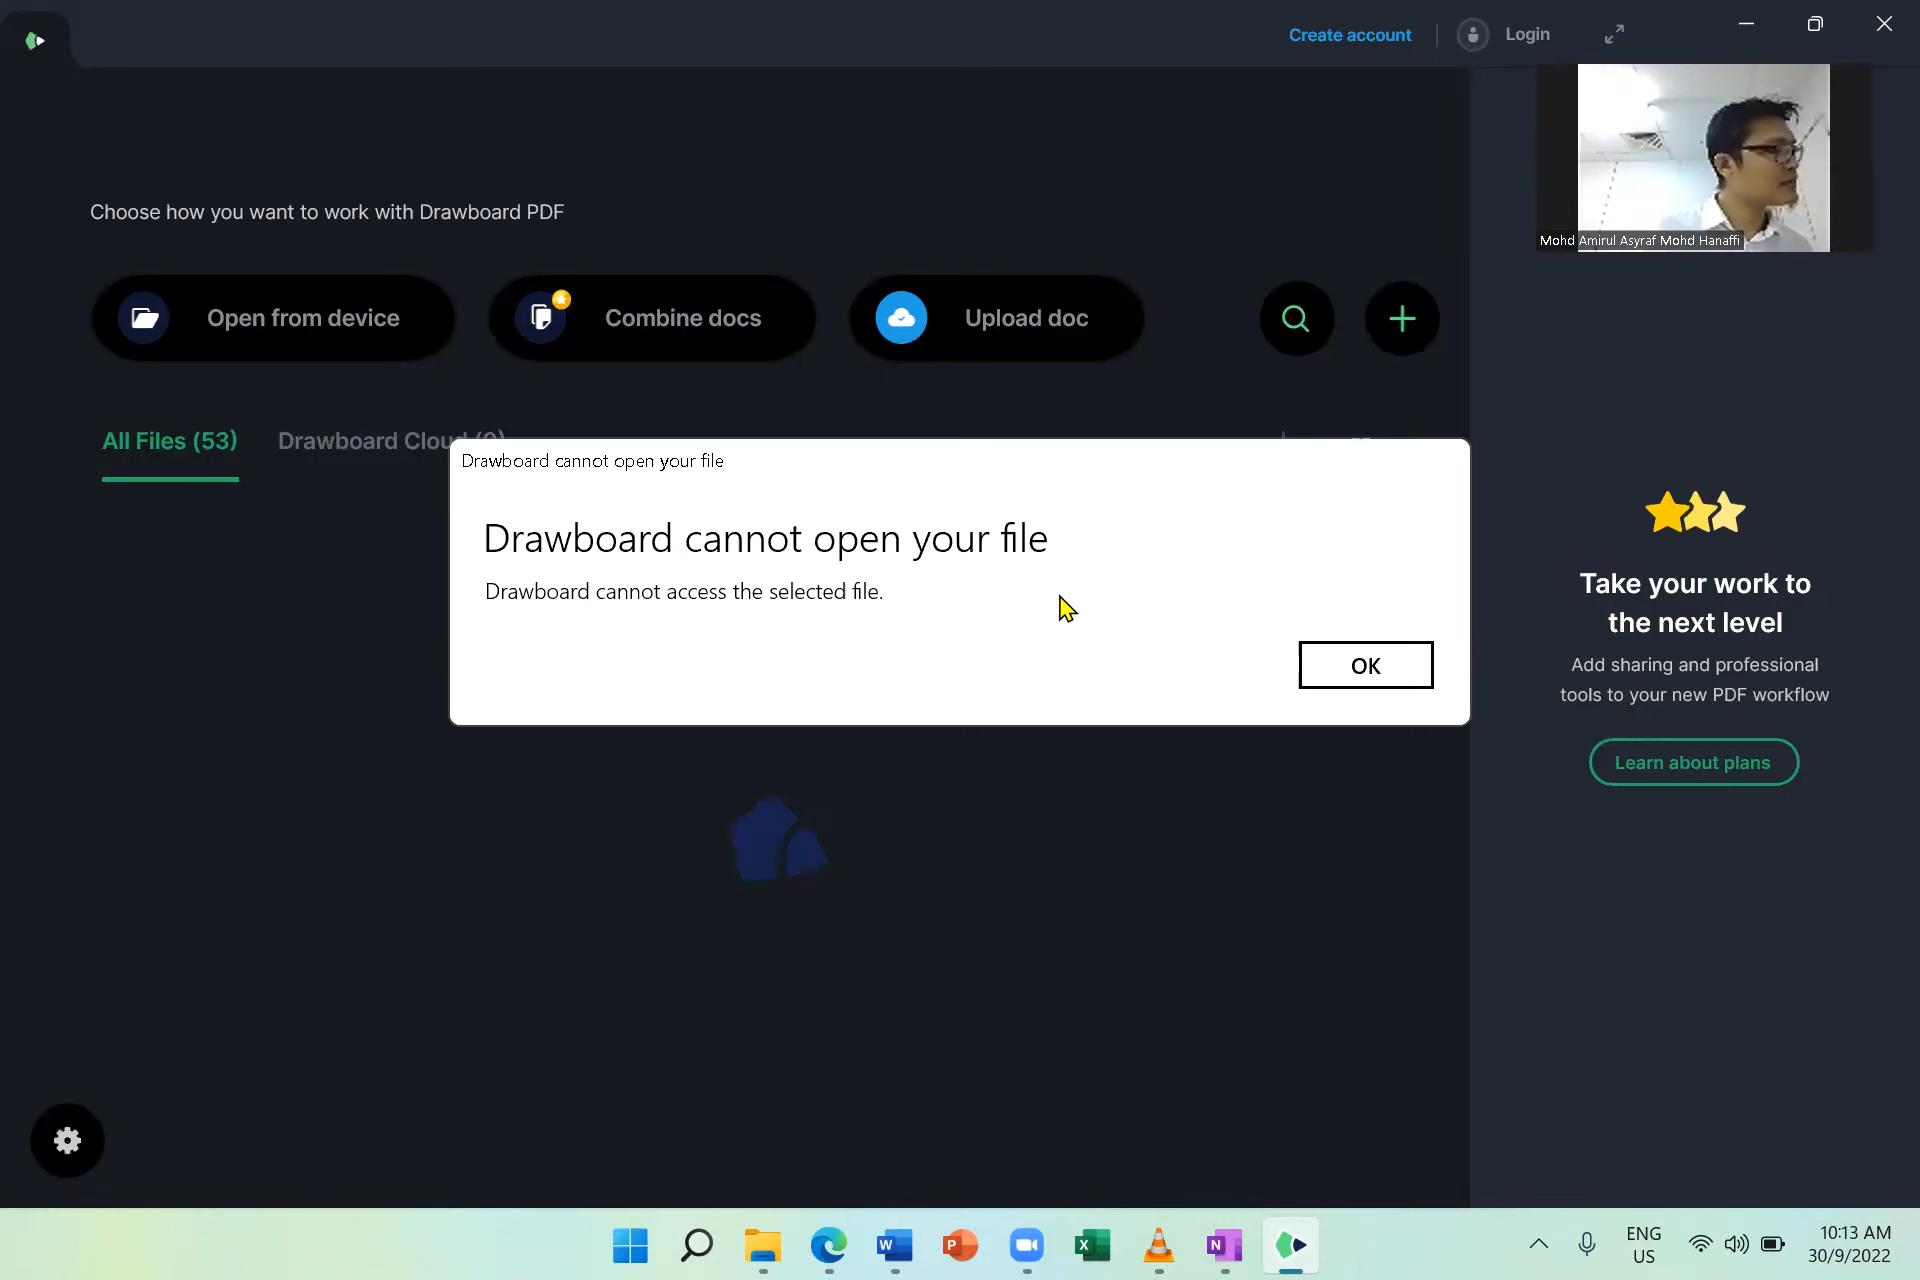 Create account
Login
Mohd Amirul Asyraf Mohd Hanaffi
Choose how you want to work with Drawboard PDF
Open from device
Combine docs
Upload doc
All Files (53)
Drawboard Cloud (0)
Drawboard cannot open your file
Drawboard cannot open your file
Drawboard cannot access the selected file.
OK
Take your work to
the next level
Add sharing and professional
tools to your new PDF workflow
Learn about plans
W
P
X
N
ENG
US
10:13 AM
30/9/2022